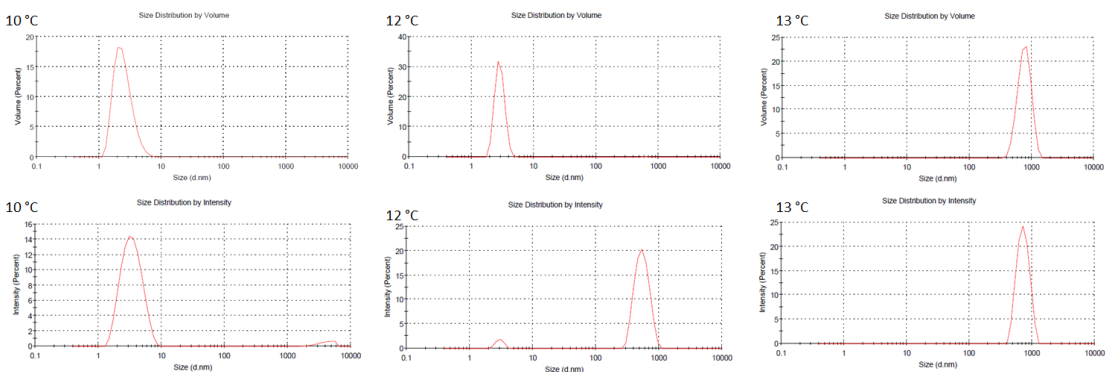 10 °C
Size Distribution by Volume
Volume (Percent)
20
15
10
5
0
0.1 1 10 100 1000 10000
Size (d.nm)
12 °C
Size Distribution by Volume
Volume (Percent)
40
30
20
10
0
0.1 1 10 100 1000 10000
Size (d.nm)
13 °C
Size Distribution by Volume
Volume (Percent)
25
20
15
10
5
0
0.1 1 10 100 1000 10000
Size (d.nm)
10 °C
Size Distribution by Intensity
Intensity (Percent)
16
14
12
10
8
6
4
2
0
0.1 1 10 100 1000 10000
Size (d.nm)
12 °C
Size Distribution by Intensity
Intensity (Percent)
25
20
15
10
5
0
0.1 1 10 100 1000 10000
Size (d.nm)
13 °C
Size Distribution by Intensity
Intensity (Percent)
25
20
15
10
5
0
0.1 1 10 100 1000 10000
Size (d.nm)